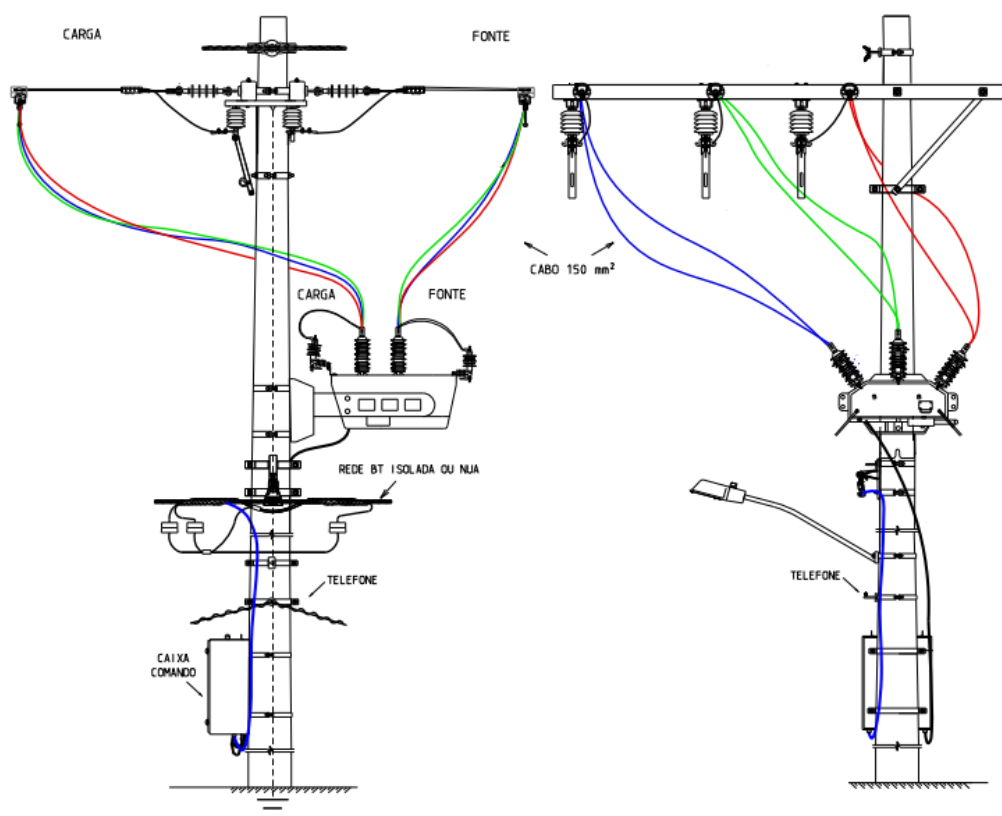 CARGA
FONTE
CABO 150 mm²
CARGA
FONTE
REDE BT ISOLADA OU NUA
TELEFONE
TELEFONE
CAIXA
COMANDO